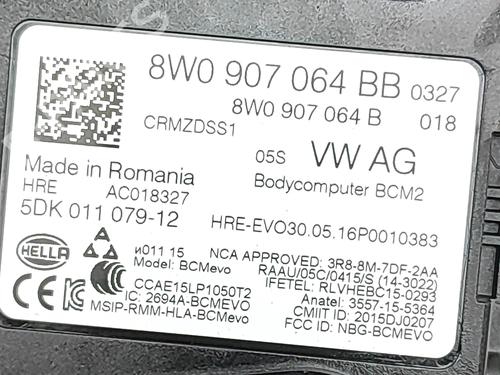 8W0 907 064 BB 0327
8W0 907 064 B 018
CRMZDSS1
05S VW AG
Made in Romania
Bodycomputer BCM2
HRE AC018327
5DK 011 079-12
HRE-EVO30.05.16P0010383
HELLA
И011 15
NCA APPROVED: 3R8-8M-7DF-2AA
Model: BCMevo
RAAU/05C/0415/S (14-3022)
IFETEL: RLVHEBC15-0293
CCAE15LP1050T2
Anatel: 3557-15-5364
IC: 2694A-BCMEVO
CMIIT ID: 2015DJ0207
MSIP-RMM-HLA-BCMevo
FCC ID: NBG-BCMEVO